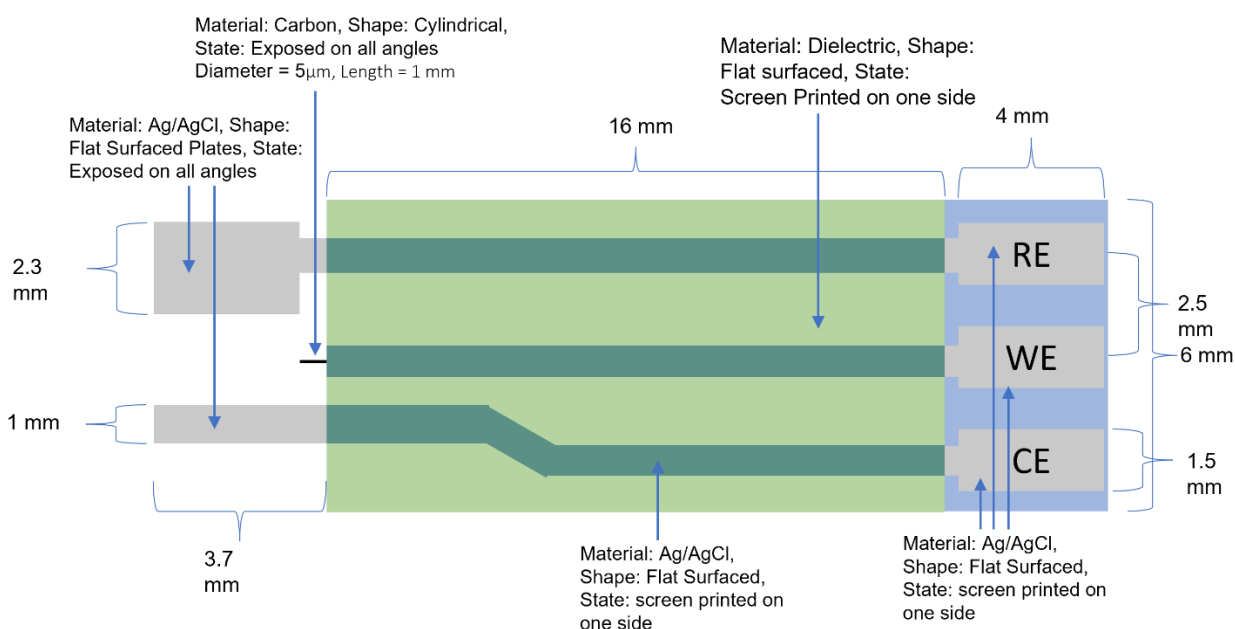 Material: Carbon, Shape: Cylindrical,
State: Exposed on all angles
Diameter = 5μm, Length = 1 mm
Material: Dielectric, Shape:
Flat surfaced, State:
Screen Printed on one side
Material: Ag/AgCl, Shape:
Flat Surfaced Plates, State:
Exposed on all angles
16 mm
4 mm
2.3
mm
RE
2.5
mm
WE
6 mm
1 mm
CE
1.5
mm
3.7
mm
Material: Ag/AgCl,
Shape: Flat Surfaced,
State: screen printed on
one side
Material: Ag/AgCl,
Shape: Flat Surfaced,
State: screen printed on
one side